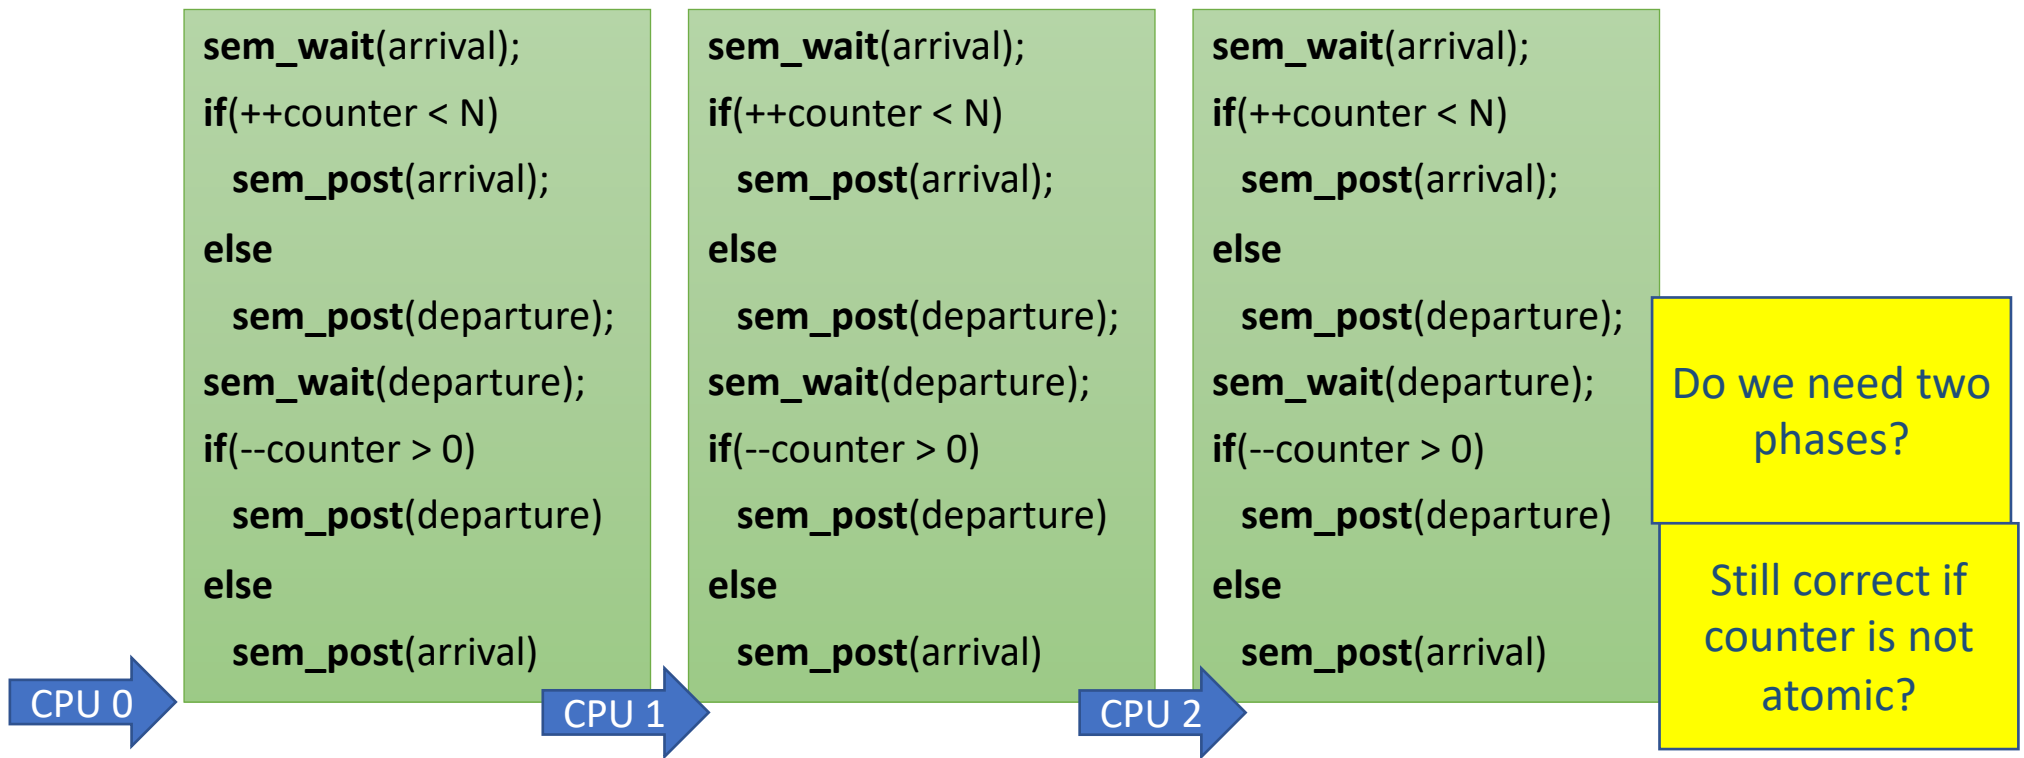 sem_wait(arrival);
if(++counter < N)
sem_post(arrival);
else
sem_post(departure);
sem_wait(departure);
if(--counter > 0)
sem_post(departure)
else
sem_post(arrival)
CPU 0
sem_wait(arrival);
if(++counter < N)
sem_post(arrival);
else
sem_post(departure);
sem_wait(departure);
if(--counter > 0)
sem_post(departure)
else
sem_post(arrival)
CPU 1
sem_wait(arrival);
if(++counter < N)
sem_post(arrival);
else
sem_post(departure);
sem_wait(departure);
if(--counter > 0)
sem_post(departure)
else
sem_post(arrival)
CPU 2
Do we need two
phases?
Still correct if
counter is not
atomic?